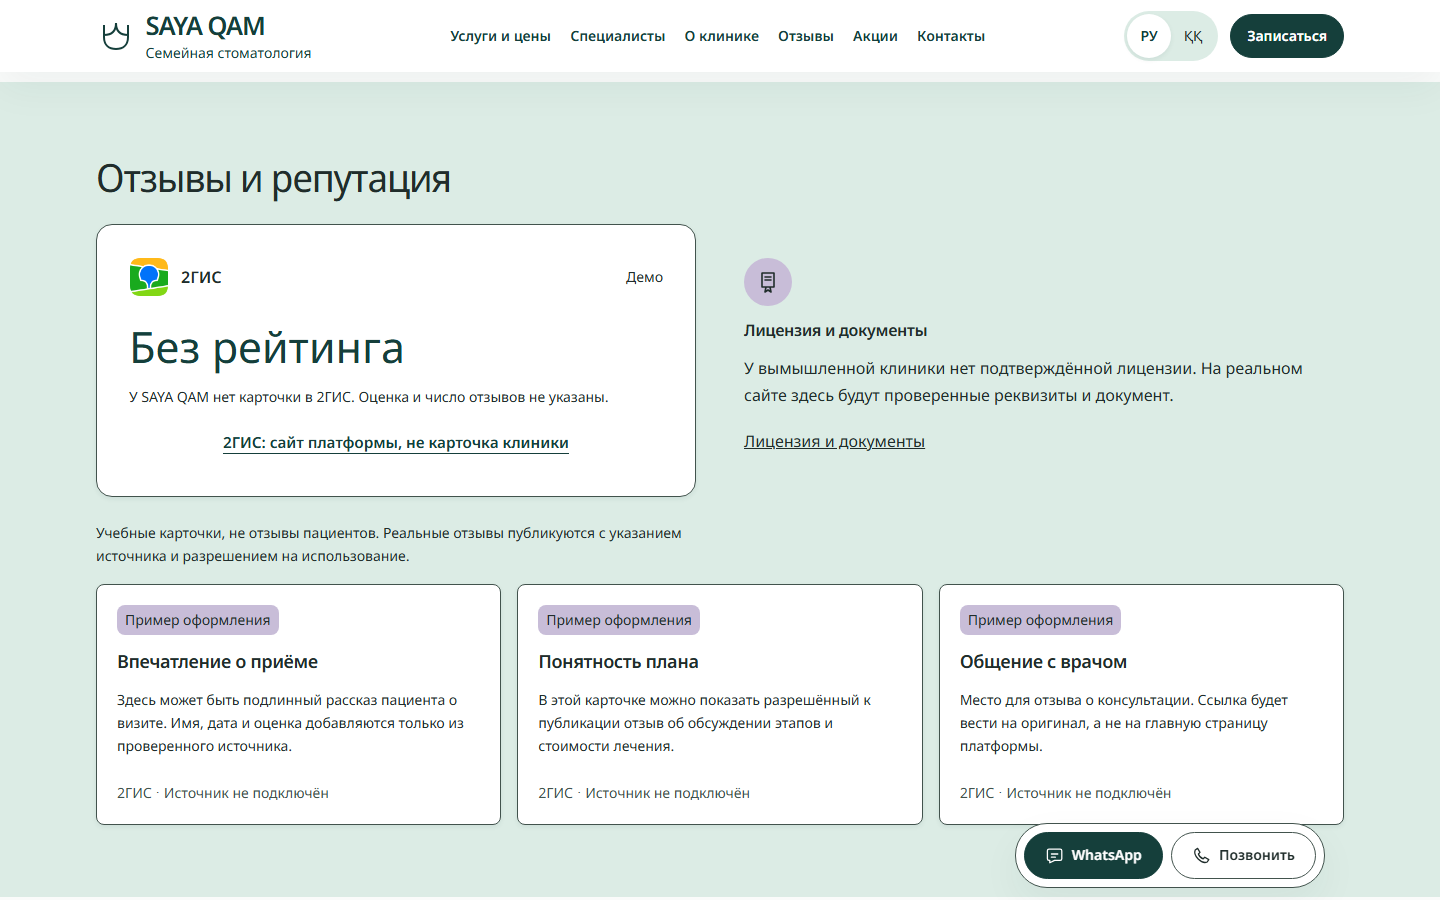 SAYA QAM
Семейная стоматология
Услуги и цены
Специалисты
О клинике
Отзывы
Акции
Контакты
РУ
ҚҚ
Записаться
Отзывы и репутация
2ГИС
Демо
Без рейтинга
У SAYA QAM нет карточки в 2ГИС. Оценка и число отзывов не указаны.
2ГИС: сайт платформы, не карточка клиники
Лицензия и документы
У вымышленной клиники нет подтверждённой лицензии. На реальном
сайте здесь будут проверенные реквизиты и документ.
Лицензия и документы
Учебные карточки, не отзывы пациентов. Реальные отзывы публикуются с указанием
источника и разрешением на использование.
Пример оформления
Впечатление о приёме
Здесь может быть подлинный рассказ пациента о
визите. Имя, дата и оценка добавляются только из
проверенного источника.
2ГИС · Источник не подключён
Пример оформления
Понятность плана
В этой карточке можно показать разрешённый к
публикации отзыв об обсуждении этапов и
стоимости лечения.
2ГИС · Источник не подключён
Пример оформления
Общение с врачом
Место для отзыва о консультации. Ссылка будет
вести на оригинал, а не на главную страницу
платформы.
2ГИС · Источник не подключён
WhatsApp
Позвонить